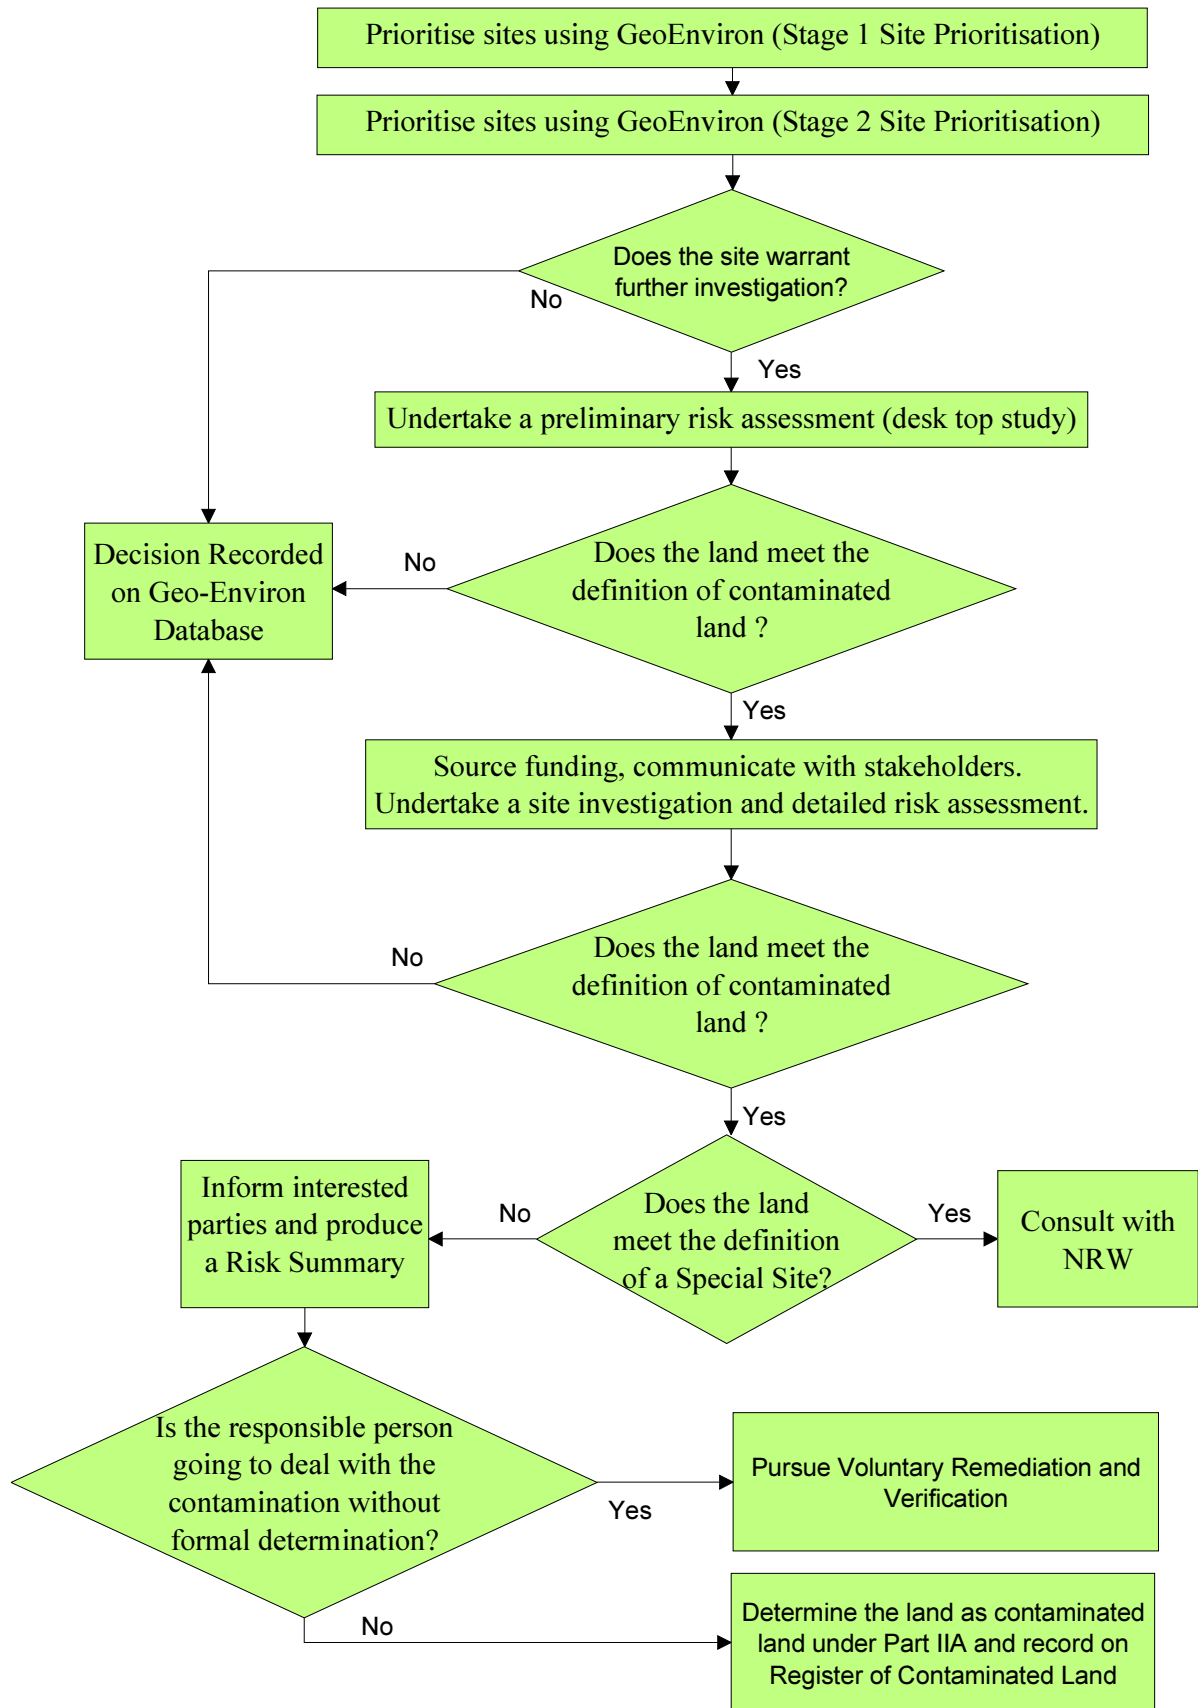 Prioritise sites using GeoEnviron (Stage 1 Site Prioritisation)
Prioritise sites using GeoEnviron (Stage 2 Site Prioritisation)
Does the site warrant
further investigation?
No
Yes
Undertake a preliminary risk assessment (desk top study)
Decision Recorded
on Geo-Environ
Database
No
Does the land meet the
definition of contaminated
land ?
Yes
Source funding, communicate with stakeholders.
Undertake a site investigation and detailed risk assessment.
No
Does the land meet the
definition of contaminated
land ?
Yes
Inform interested
parties and produce
a Risk Summary
No
Does the land
meet the definition
of a Special Site?
Yes
Consult with
NRW
Is the responsible person
going to deal with the
contamination without
formal determination?
Yes
Pursue Voluntary Remediation and
Verification
No
Determine the land as contaminated
land under Part IIA and record on
Register of Contaminated Land